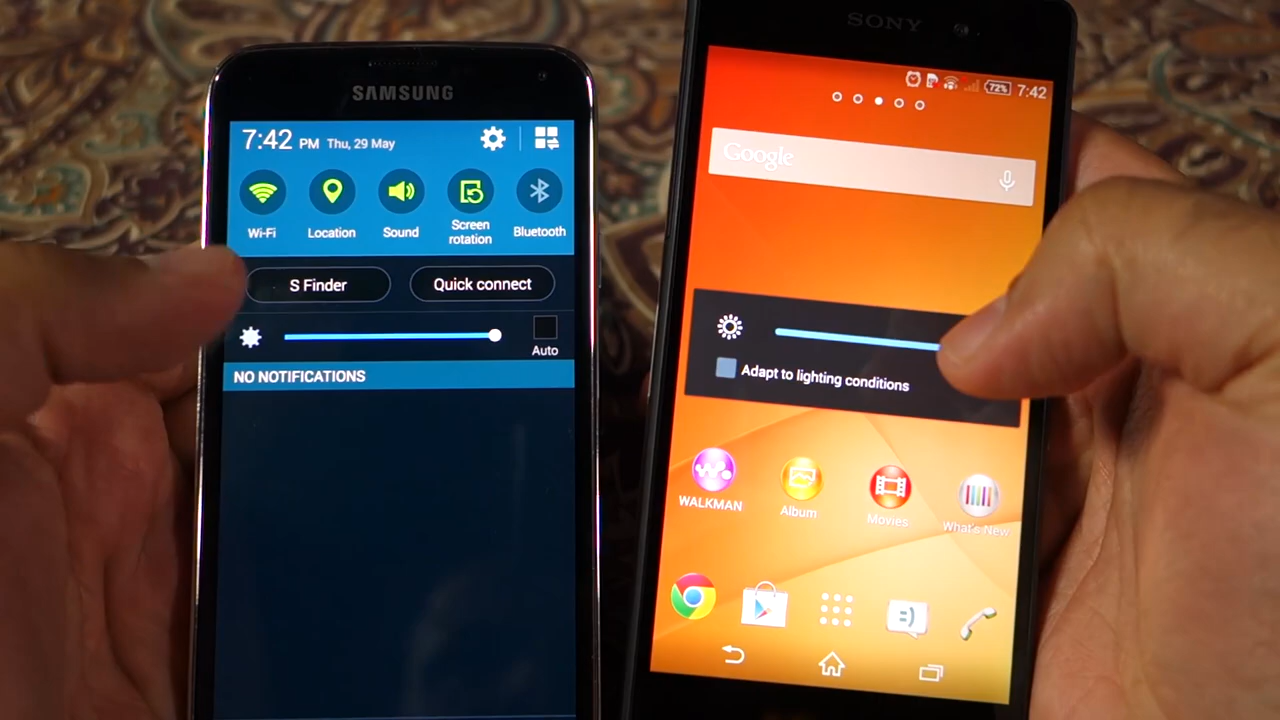 SAMSUNG
7:42 PM Thu, 29 May
Wi-Fi
Location
Sound
Screen
rotation
Bluetooth
S Finder
Quick connect
Auto
NO NOTIFICATIONS
SONY
72% 7:42
Google
Adapt to lighting conditions
WALKMAN
Album
Movies
What's New